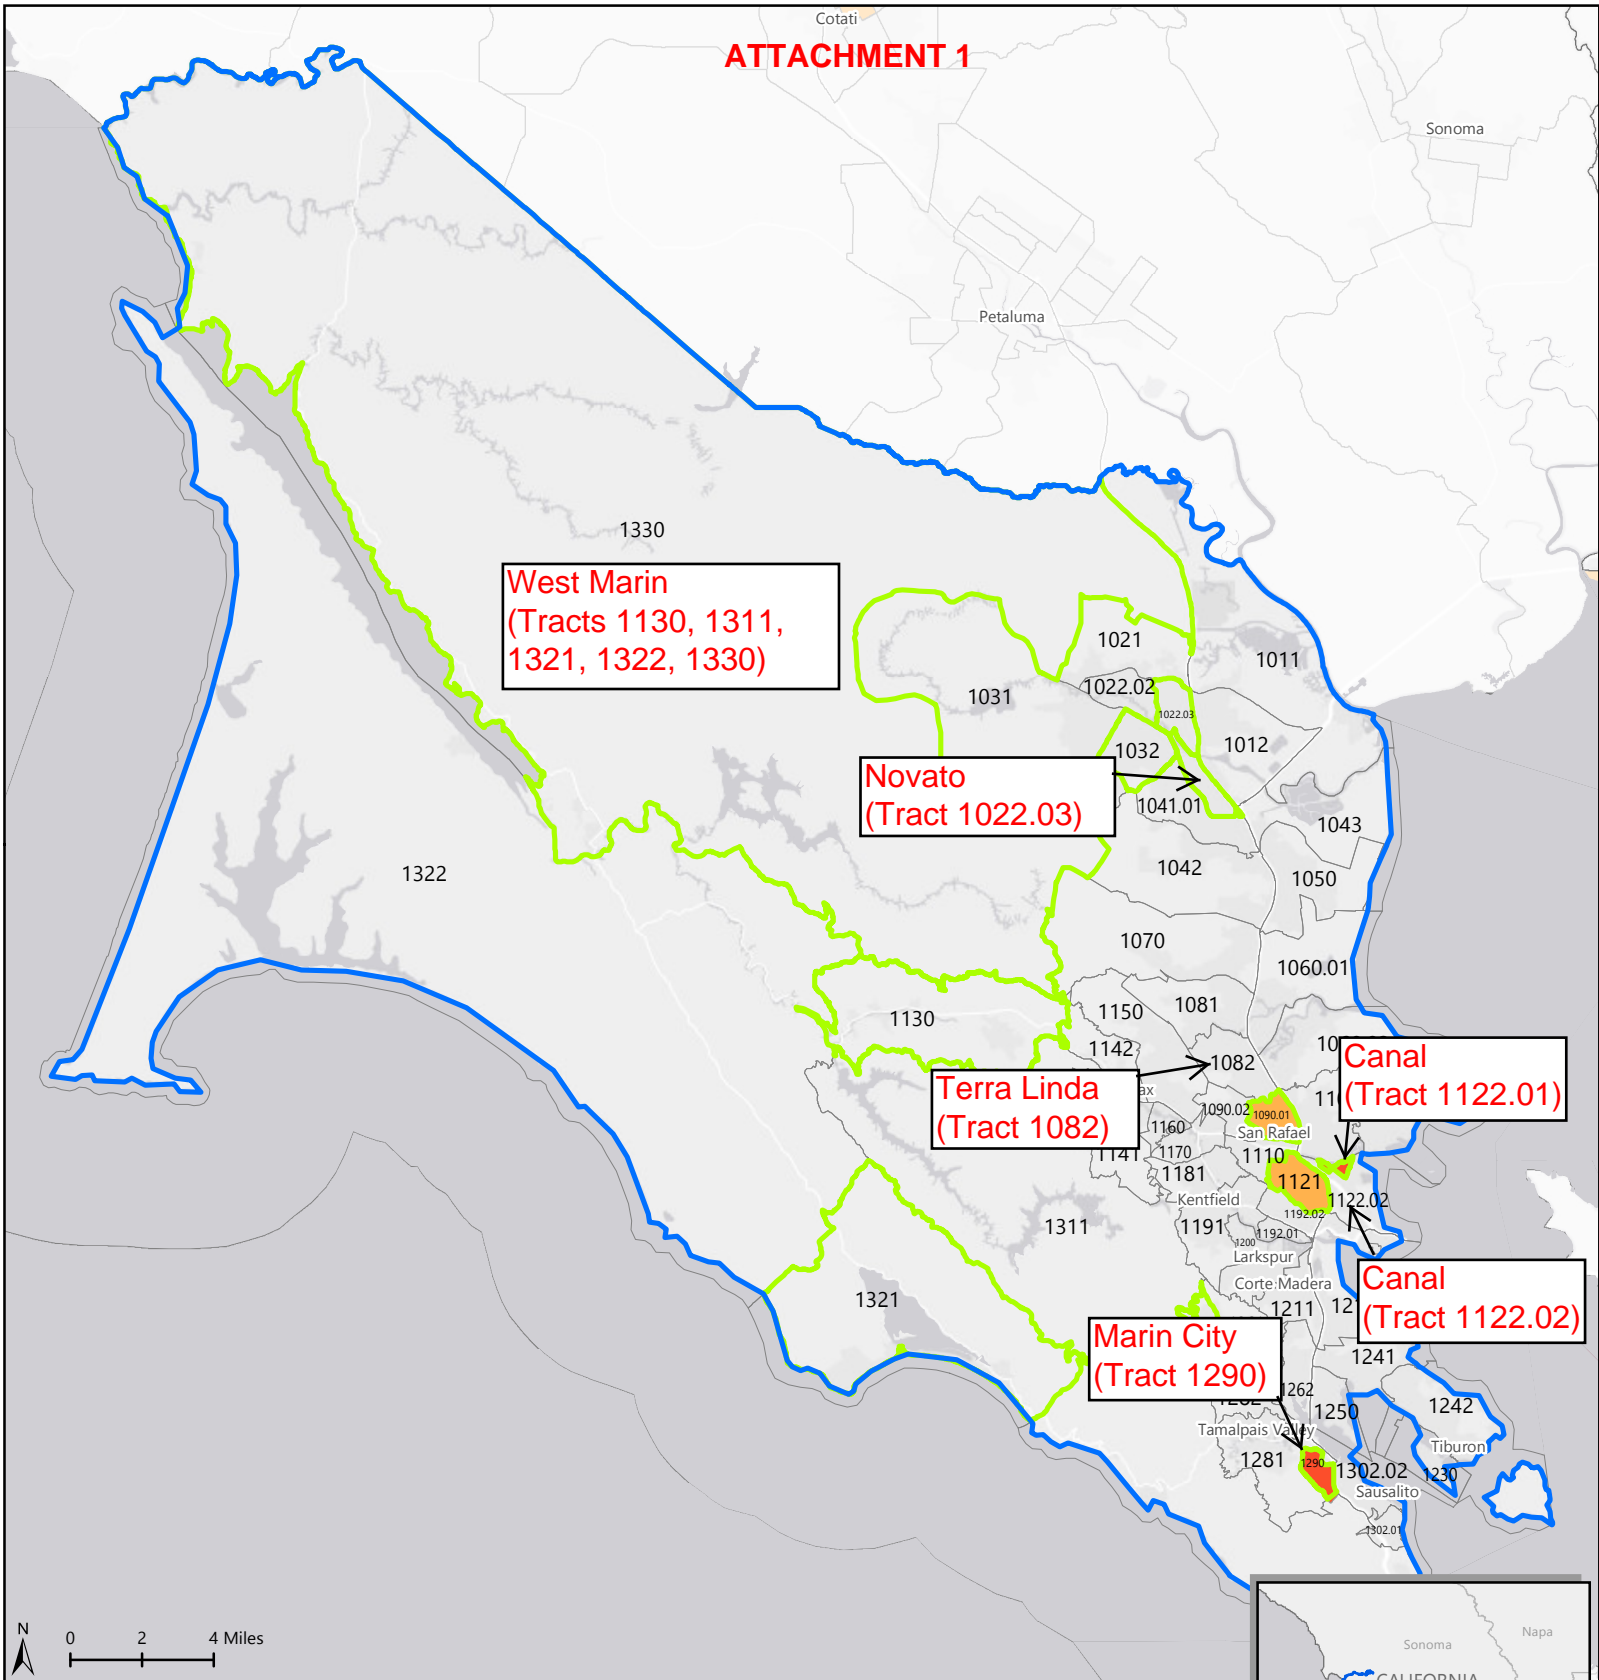 Cotati
ATTACHMENT 1
Sonoma
Petaluma
1330
West Marin
(Tracts 1130, 1311,
1321, 1322, 1330)
1021
1011
1022.02
1031
1022.03
1012
1032
Novato
(Tract 1022.03)
1041.01
1043
1042
1322
1050
1070
1060.01
1081
1150
1130
1142
1082
Canal
(Tract 1122.01)
Terra Linda
(Tract 1082)
1090.02
1090.01
1160
San Rafael
1170
1110
1141
1181
1121
1122.02
Kentfield
1192.02
1191
1311
1192.01
1200
Larkspur
Canal
(Tract 1122.02)
Corte Madera
1321
1211
Marin City
(Tract 1290)
1241
1262
1250
1242
Tamalpais Valley
Tiburon
1281
1290
1302.02
1230
Sausalito
1302.01
N
0 2 4 Miles
Napa
Sonoma
CALIFORNIA